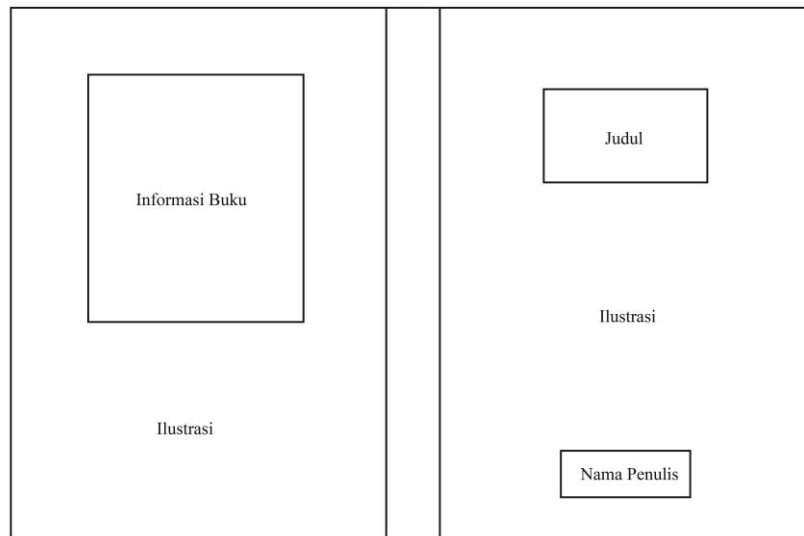 Informasi Buku
Ilustrasi
Judul
Ilustrasi
Nama Penulis